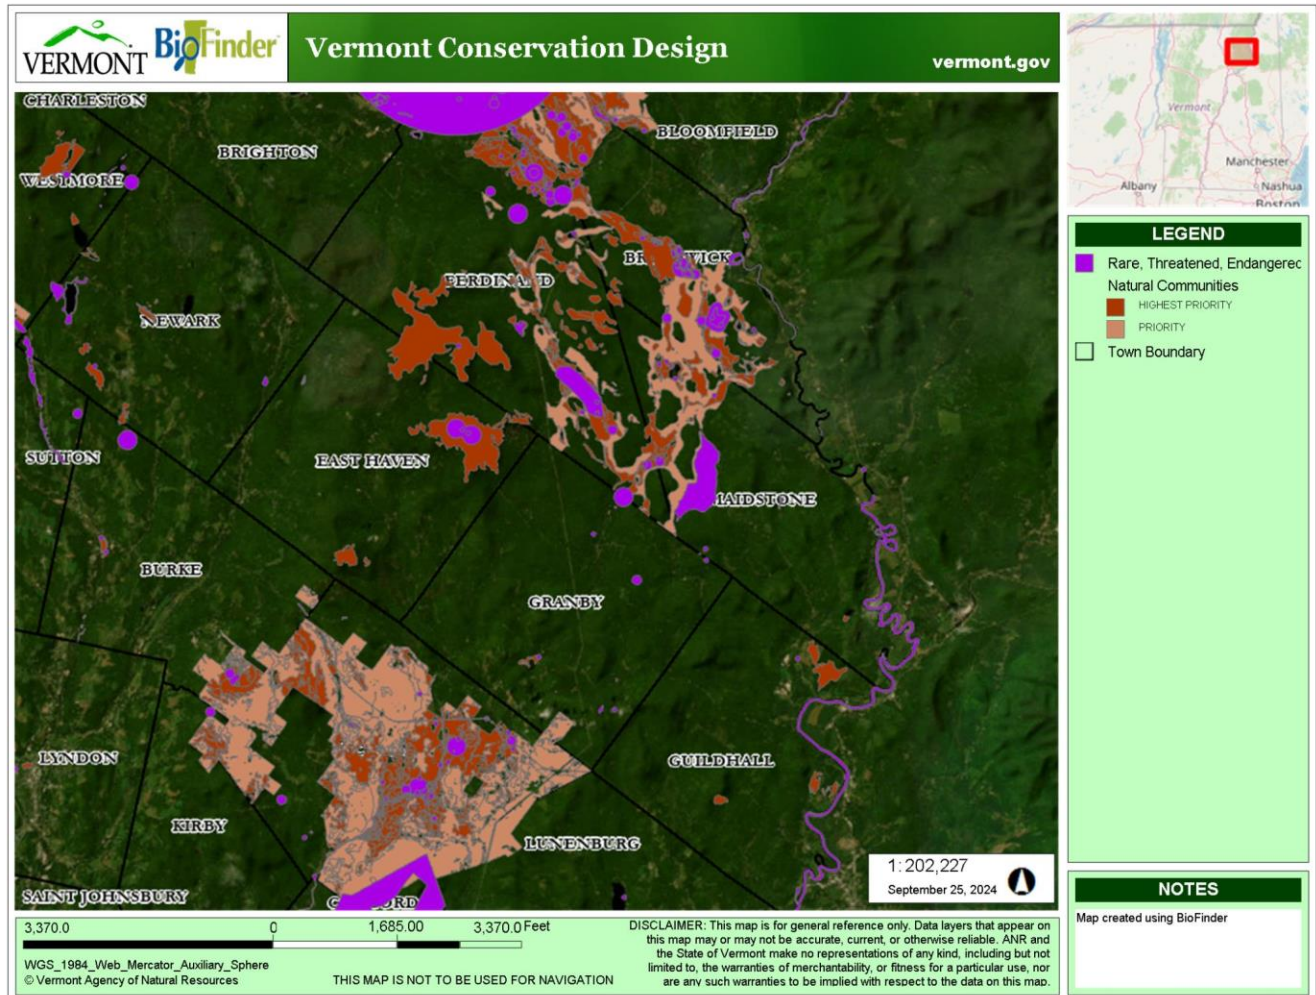 VERMONT
BioFinder
Vermont Conservation Design
vermont.gov
CHARLESTON
BRIGHTON
BLOOMFIELD
WESTMORE
FERDINAND
NEWARK
SUTTON
EAST HAVEN
MAIDSTONE
BURKE
GRANBY
LYNDON
GUILDHALL
KIRBY
LUNENBURG
SAINT JOHNSBURY
1: 202,227
September 25, 2024
Vermont
Manchester
Albany
Nashua
Boston
LEGEND
Rare, Threatened, Endangered
Natural Communities
HIGHEST PRIORITY
PRIORITY
Town Boundary
NOTES
Map created using BioFinder
3,370.0 0 1,685.00 3,370.0 Feet
WGS_1984_Web_Mercator_Auxiliary_Sphere
© Vermont Agency of Natural Resources
THIS MAP IS NOT TO BE USED FOR NAVIGATION
DISCLAIMER: This map is for general reference only. Data layers that appear on
this map may or may not be accurate, current, or otherwise reliable. ANR and
the State of Vermont make no representations of any kind, including but not
limited to, the warranties of merchantability, or fitness for a particular use, nor
are any such warranties to be implied with respect to the data on this map.